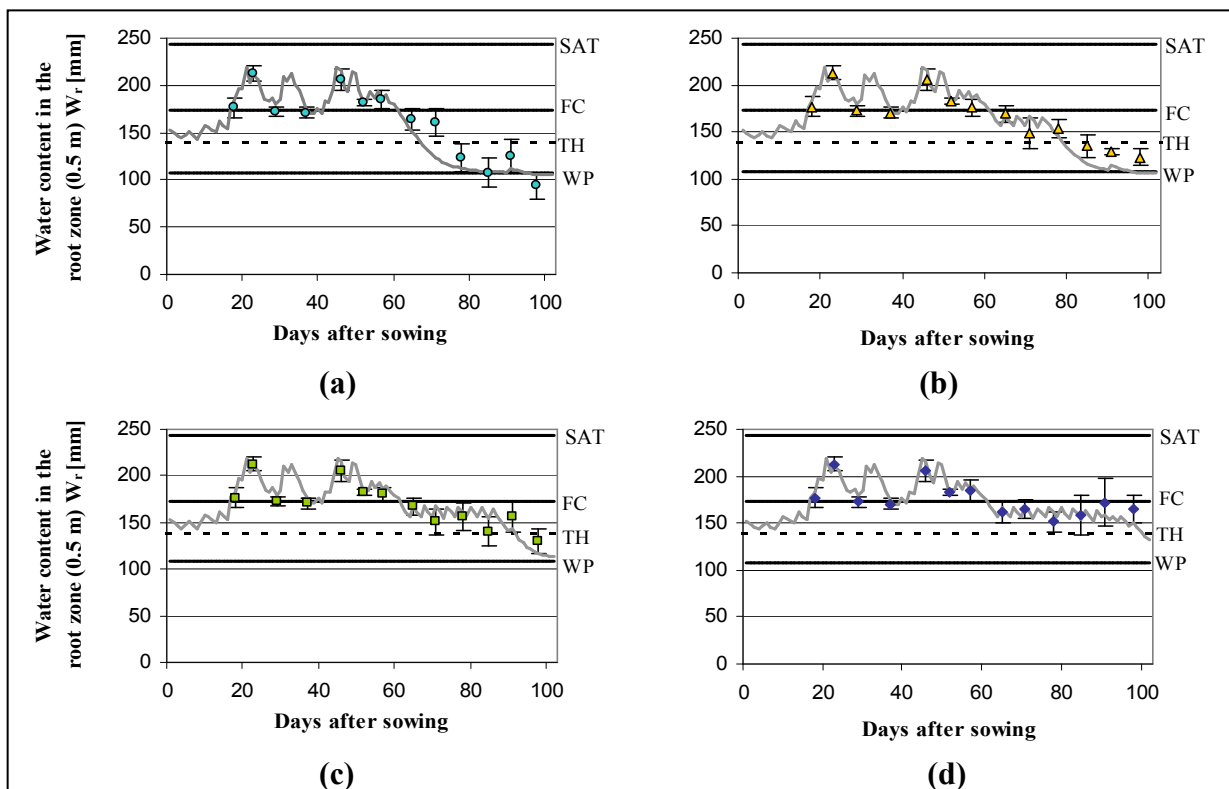 Water content in the
root zone (0.5 m) Wr [mm]
250
200
150
100
50
0
SAT
FC
TH
WP
0 20 40 60 80 100
Days after sowing
(a)
250
200
150
100
50
0
SAT
FC
TH
WP
0 20 40 60 80 100
Days after sowing
(b)
Water content in the
root zone (0.5 m) Wr [mm]
250
200
150
100
50
0
SAT
FC
TH
WP
0 20 40 60 80 100
Days after sowing
(c)
250
200
150
100
50
0
SAT
FC
TH
WP
0 20 40 60 80 100
Days after sowing
(d)